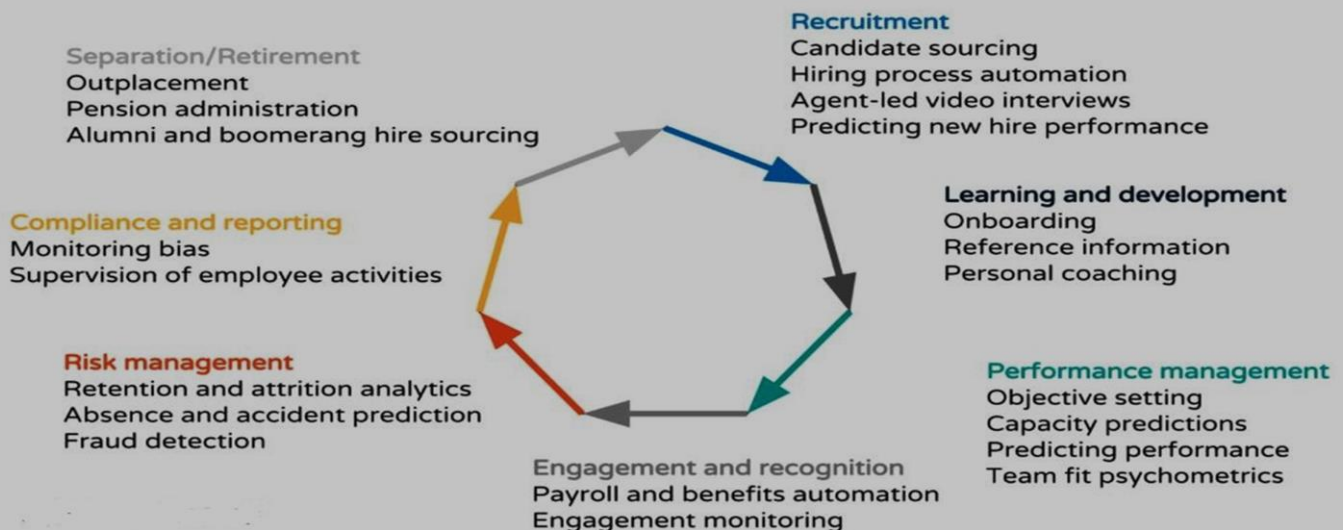 Recruitment
Candidate sourcing
Hiring process automation
Agent-led video interviews
Predicting new hire performance
Learning and development
Onboarding
Reference information
Personal coaching
Performance management
Objective setting
Capacity predictions
Predicting performance
Team fit psychometrics
Engagement and recognition
Payroll and benefits automation
Engagement monitoring
Risk management
Retention and attrition analytics
Absence and accident prediction
Fraud detection
Compliance and reporting
Monitoring bias
Supervision of employee activities
Separation/Retirement
Outplacement
Pension administration
Alumni and boomerang hire sourcing